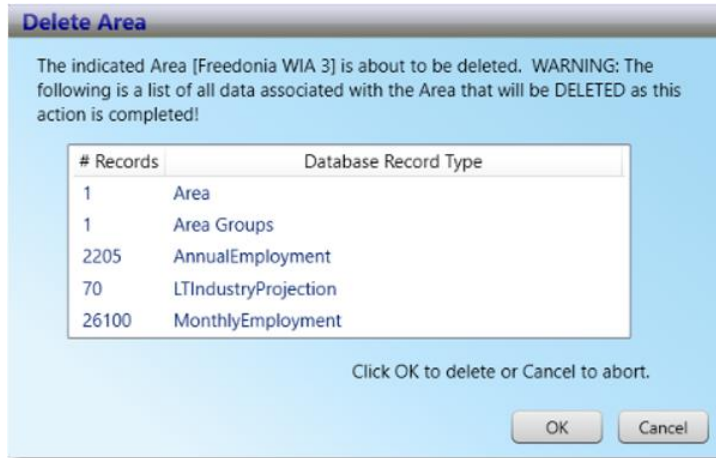 Delete Area
The indicated Area [Freedonia WIA 3] is about to be deleted.  WARNING: The
following is a list of all data associated with the Area that will be DELETED as this
action is completed!
# Records Database Record Type
1 Area
1 Area Groups
2205 AnnualEmployment
70 LTIndustryProjection
26100 MonthlyEmployment
Click OK to delete or Cancel to abort.
OK Cancel